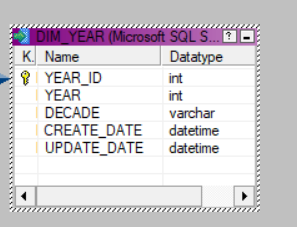 DIM_YEAR (Microsoft SQL S... ?
K. Name Datatype
YEAR_ID int
YEAR int
DECADE varchar
CREATE_DATE datetime
UPDATE_DATE datetime